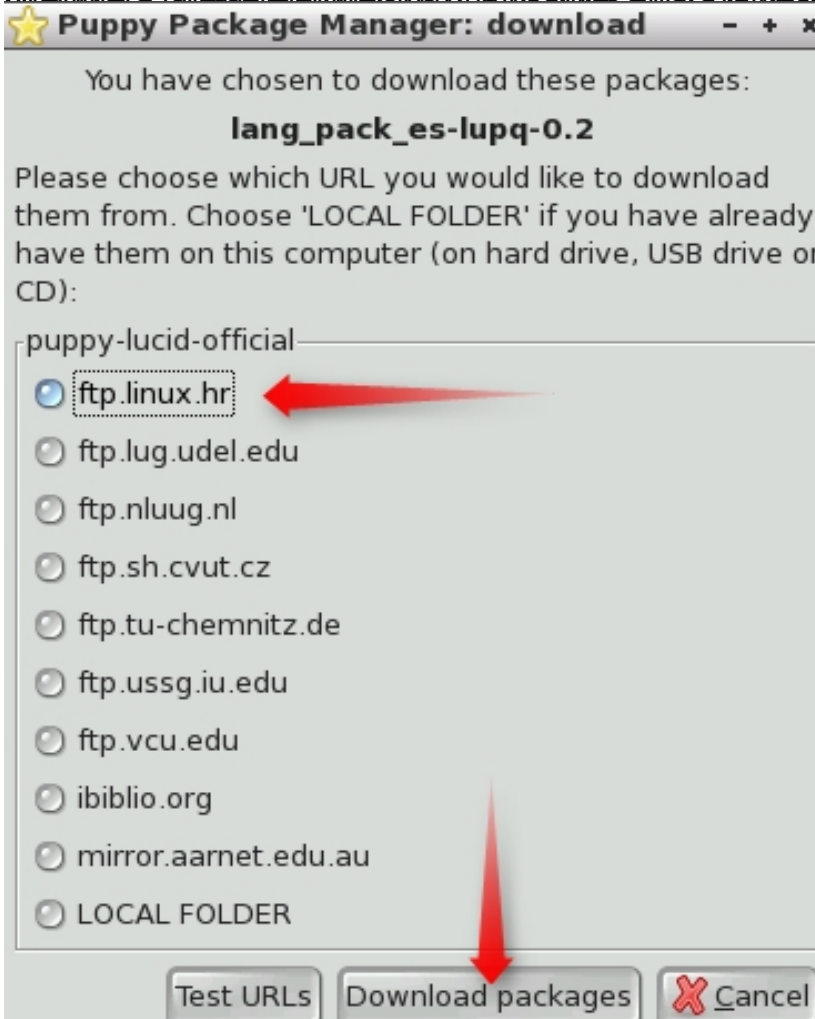 Puppy Package Manager: download
You have chosen to download these packages:
lang_pack_es-lupq-0.2
Please choose which URL you would like to download
them from. Choose 'LOCAL FOLDER' if you have already
have them on this computer (on hard drive, USB drive or
CD):
puppy-lucid-official
ftp.linux.hr
ftp.lug.udel.edu
ftp.nluug.nl
ftp.sh.cvut.cz
ftp.tu-chemnitz.de
ftp.ussg.iu.edu
ftp.vcu.edu
ibiblio.org
mirror.aarnet.edu.au
LOCAL FOLDER
Test URLs Download packages Cancel